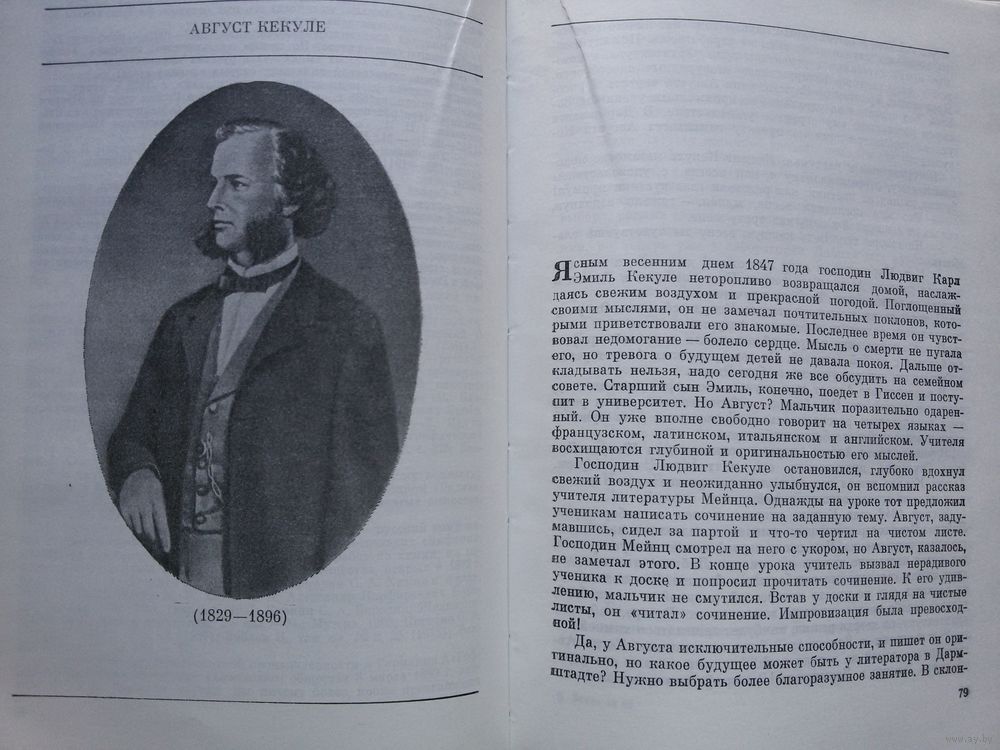 АВГУСТ КЕКУЛЕ
(1829—1896)
Ясным весенним днем 1847 года господин Людвиг Карл
Эмиль Кекуле неторопливо возвращался домой, наслаж-
даясь свежим воздухом и прекрасной погодой. Поглощенный
своими мыслями, он не замечал почтительных поклонов, кото-
рыми приветствовали его знакомые. Последнее время он чувст-
вовал недомогание — болело сердце. Мысль о смерти не пугала
его, но тревога о будущем детей не давала покоя. Дальше от-
кладывать нельзя, надо сегодня же все обсудить на семейном
совете. Старший сын Эмиль, конечно, поедет в Гиссен и посту-
пит в университет. Но Август? Мальчик поразительно одарен-
ный. Он уже вполне свободно говорит на четырех языках —
французском, латинском, итальянском и английском. Учителя
восхищаются глубиной и оригинальностью его мыслей.
Господин Людвиг Кекуле остановился, глубоко вдохнул
свежий воздух и неожиданно улыбнулся, он вспомнил рассказ
учителя литературы Мейнца. Однажды на уроке тот предложил
ученикам написать сочинение на заданную тему. Август, заду-
мавшись, сидел за партой и что-то чертил на чистом листе.
Господин Мейнц смотрел на него с укором, но Август, казалось,
не замечал этого. В конце урока учитель вызвал нерадивого
ученика к доске и попросил прочитать сочинение. К его удив-
лению, мальчик не смутился. Встав у доски и глядя на чистые
листы, он «читал» сочинение. Импровизация была превосход-
ной!
Да, у Августа исключительные способности, и пишет он ори-
гинально, но какое будущее может быть у литератора в Дарм-
штадте? Нужно выбрать более благоразумное занятие. В склон-
79
www.ay.by